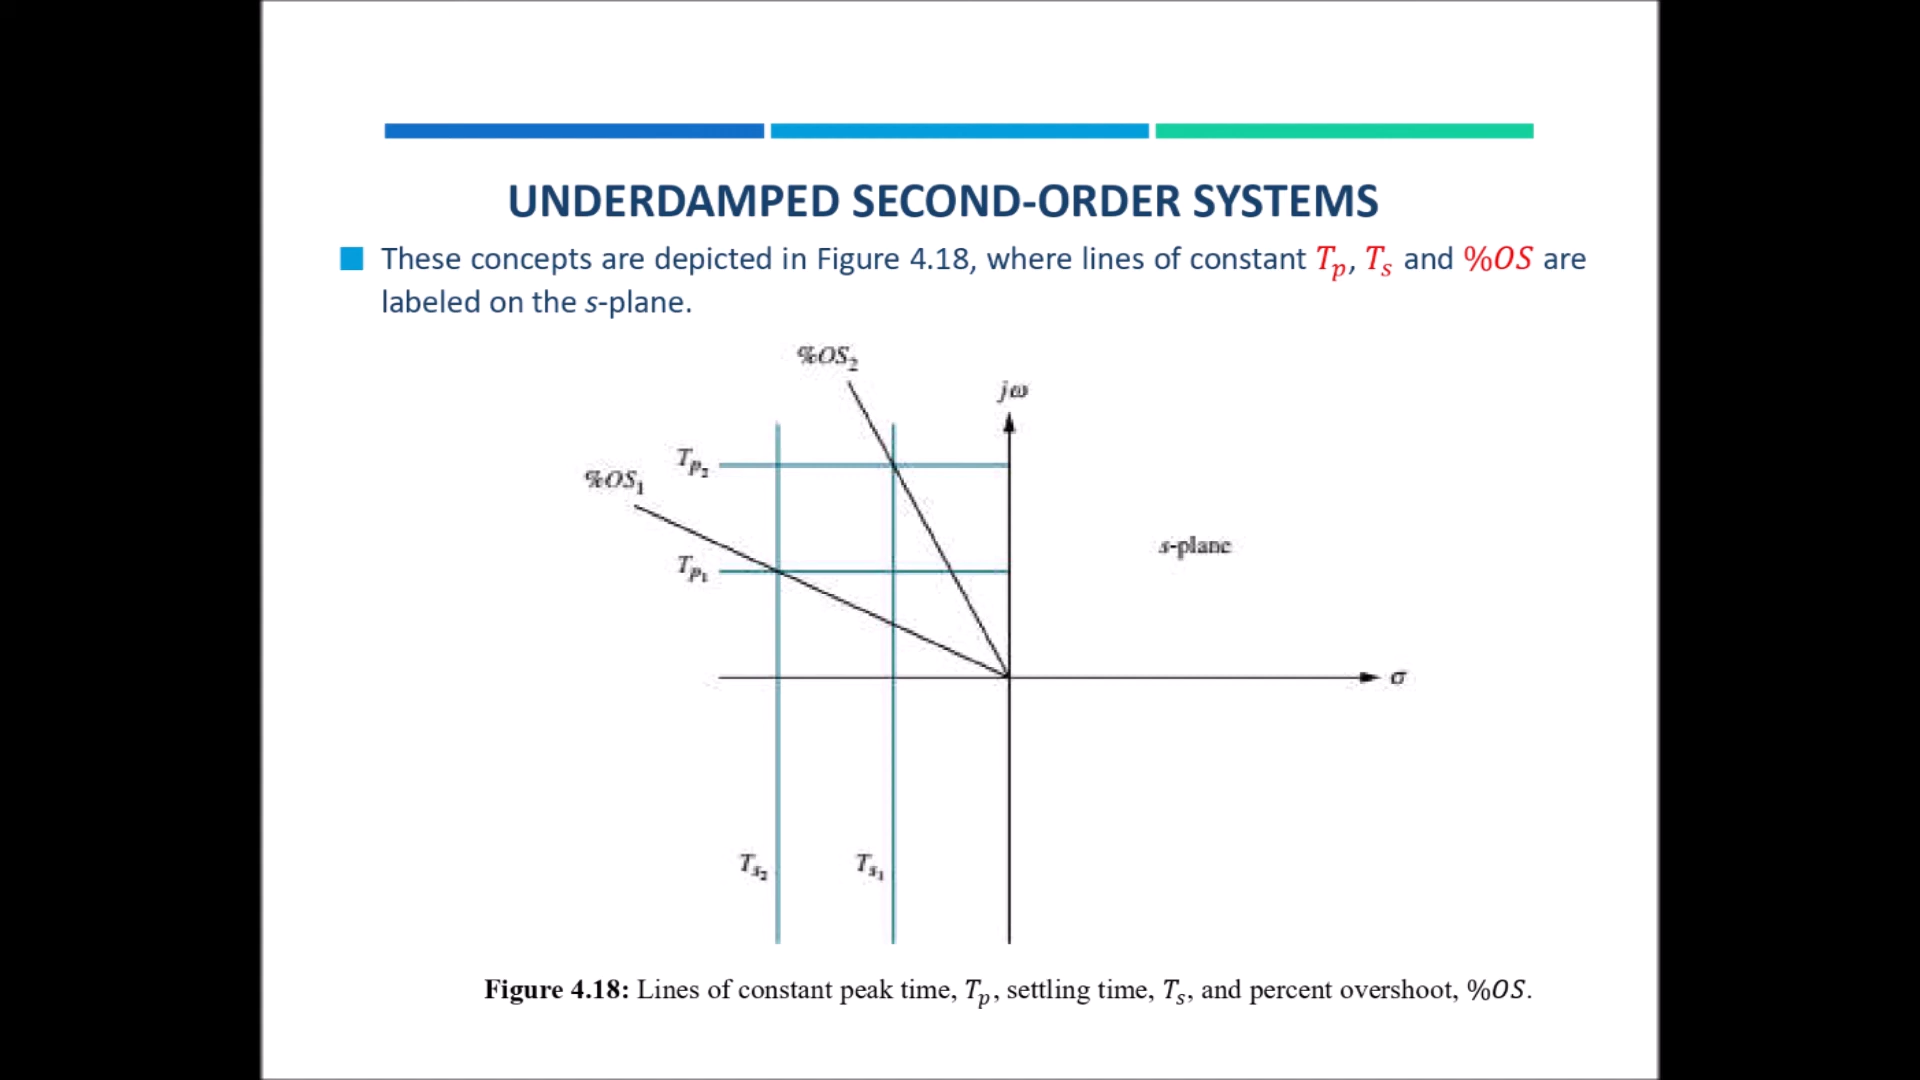 UNDERDAMPED SECOND-ORDER SYSTEMS
These concepts are depicted in Figure 4.18, where lines of constant Tₚ, Tₛ and %OS are
labeled on the s-plane.
%OS₂
jω
Tₚ₂
%OS₁
s-plane
Tₚ₁
σ
Tₛ₂
Tₛ₁
Figure 4.18: Lines of constant peak time, Tₚ, settling time, Tₛ, and percent overshoot, %OS.